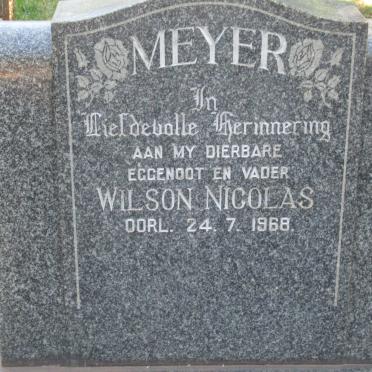 MEYER
In
Liefdevolle Herinnering
AAN MY DIERBARE
EGGENOOT EN VADER
WILSON NICOLAS
OORL. 24. 7. 1968.